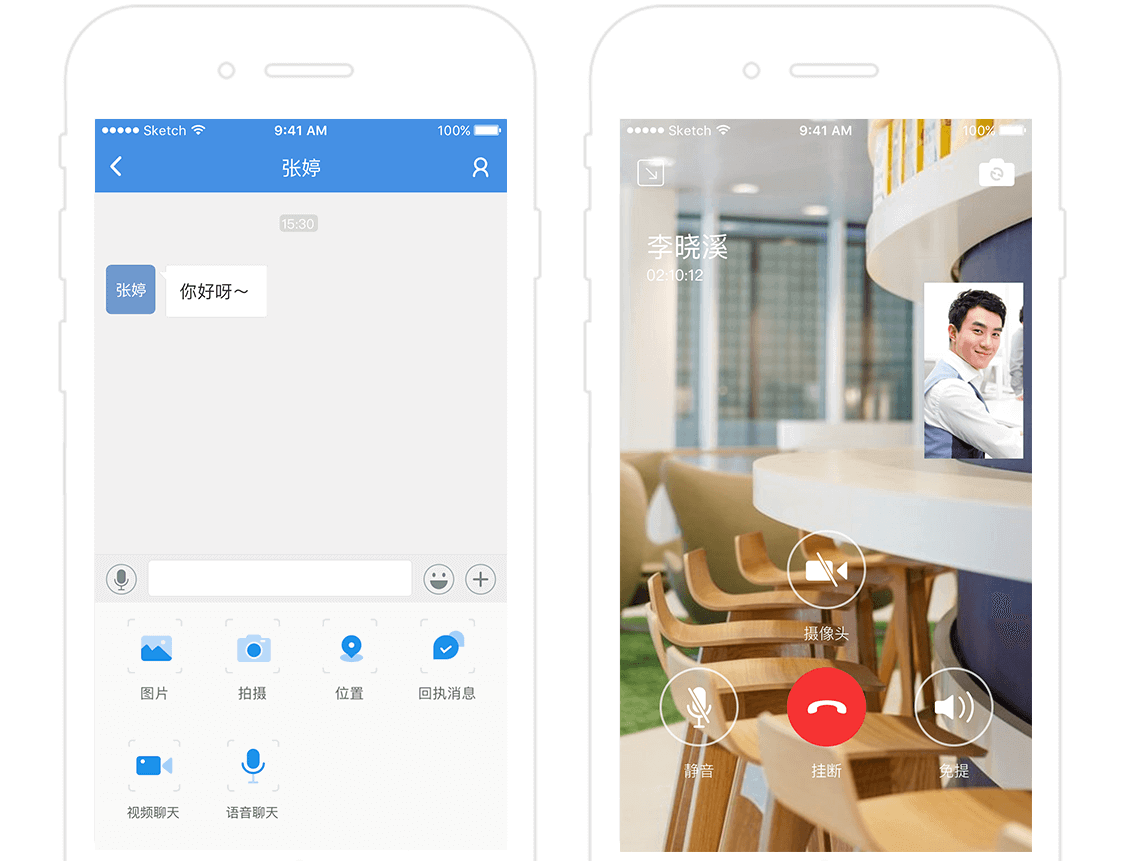 Sketch 9:41 AM 100%
张婷
15:30
张婷 你好呀～
图片 拍摄 位置 回执消息
视频聊天 语音聊天
Sketch 9:41 AM 100%
李晓溪
02:10:12
摄像头
静音 挂断 免提